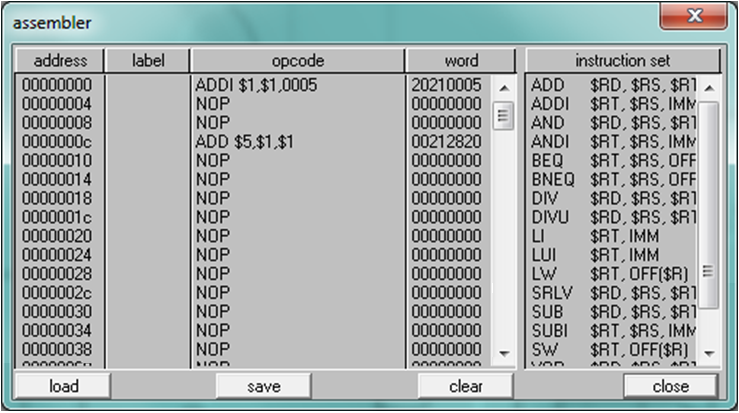 assembler
address label opcode word instruction set
00000000 ADDI $1,$1,0005 20210005 ADD $RD, $RS, $RT
00000004 NOP 00000000 ADDI $RT, $RS, IMM
00000008 NOP 00000000 AND $RD, $RS, $RT
0000000c ADD $5,$1,$1 00212820 ANDI $RT, $RS, IMM
00000010 NOP 00000000 BEQ $RT, $RS, OFF
00000014 NOP 00000000 BNEQ $RT, $RS, OFF
00000018 NOP 00000000 DIV $RD, $RS, $RT
0000001c NOP 00000000 DIVU $RD, $RS, $RT
00000020 NOP 00000000 LI $RT, IMM
00000024 NOP 00000000 LUI $RT, IMM
00000028 NOP 00000000 LW $RT, OFF($R)
0000002c NOP 00000000 SRLV $RD, $RS, $RT
00000030 NOP 00000000 SUB $RD, $RS, $RT
00000034 NOP 00000000 SUBI $RT, $RS, IMM
00000038 NOP 00000000 SW $RT, OFF($R)
load save clear close